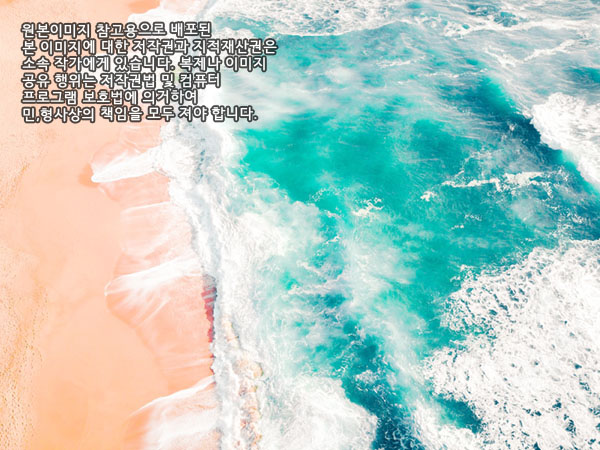 원본이미지 참고용으로 배포된
본 이미지에 대한 저작권과 지적재산권은
소속 작가에게 있습니다. 복제나 이미지
공유 행위는 저작권법 및 컴퓨터
프로그램 보호법에 의거하여
민,형사상의 책임을 모두 져야 합니다.